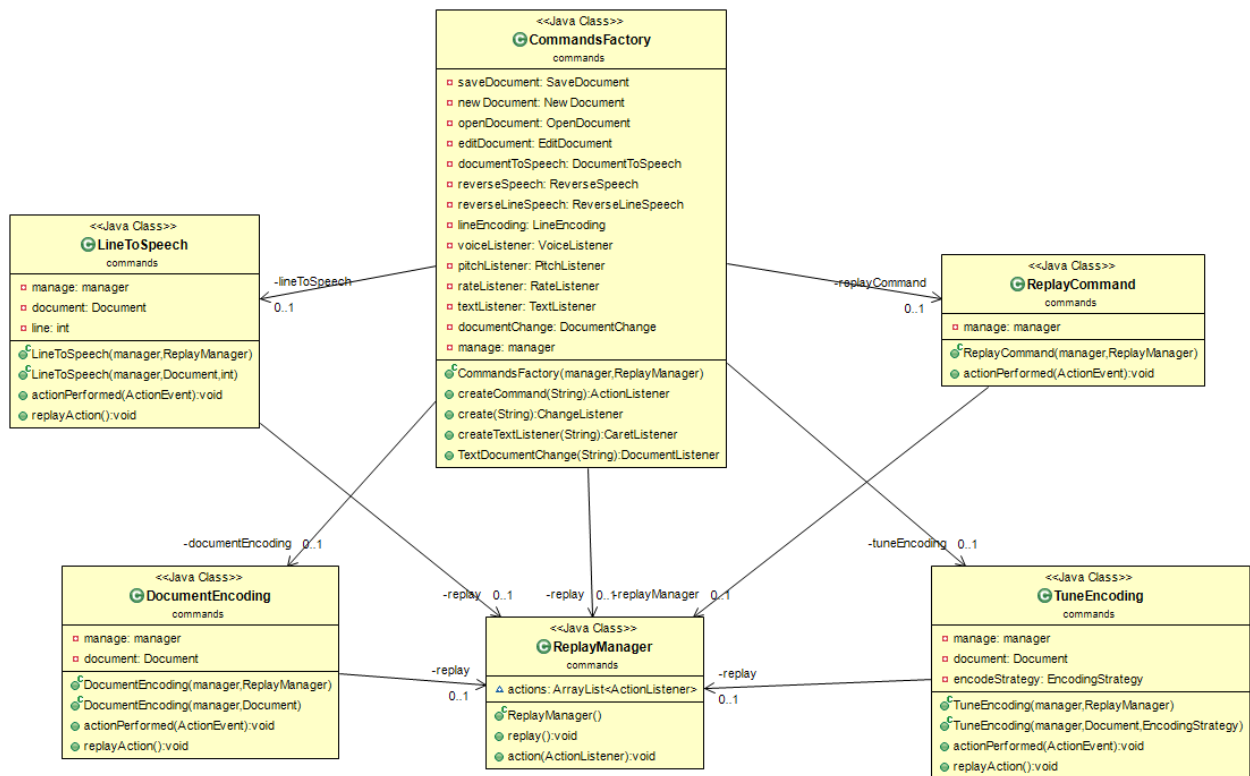 <<Java Class>>
CommandsFactory
commands
saveDocument: SaveDocument
newDocument: NewDocument
openDocument: OpenDocument
editDocument: EditDocument
documentToSpeech: DocumentToSpeech
reverseSpeech: ReverseSpeech
reverseLineSpeech: ReverseLineSpeech
lineEncoding: LineEncoding
voiceListener: VoiceListener
pitchListener: PitchListener
rateListener: RateListener
textListener: TextListener
documentChange: DocumentChange
manage: manager
CommandsFactory(manager,ReplayManager)
createCommand(String):ActionListener
create(String):ChangeListener
createTextListener(String):CaretListener
TextDocumentChange(String):DocumentListener
<<Java Class>>
LineToSpeech
commands
manage: manager
document: Document
line: int
LineToSpeech(manager,ReplayManager)
LineToSpeech(manager,Document,int)
actionPerformed(ActionEvent):void
replayAction():void
-lineToSpeech
0..1
-replayCommand
0..1
<<Java Class>>
ReplayCommand
commands
manage: manager
ReplayCommand(manager,ReplayManager)
actionPerformed(ActionEvent):void
-documentEncoding 0..1
-tuneEncoding 0..1
-replay 0..1
-replay 0..1
-replayManager 0..1
<<Java Class>>
DocumentEncoding
commands
manage: manager
document: Document
DocumentEncoding(manager,ReplayManager)
DocumentEncoding(manager,Document)
actionPerformed(ActionEvent):void
replayAction():void
-replay
0..1
<<Java Class>>
ReplayManager
commands
actions: ArrayList<ActionListener>
ReplayManager()
replay():void
action(ActionListener):void
-replay
0..1
<<Java Class>>
TuneEncoding
commands
manage: manager
document: Document
encodeStrategy: EncodingStrategy
TuneEncoding(manager,ReplayManager)
TuneEncoding(manager,Document,EncodingStrategy)
actionPerformed(ActionEvent):void
replayAction():void